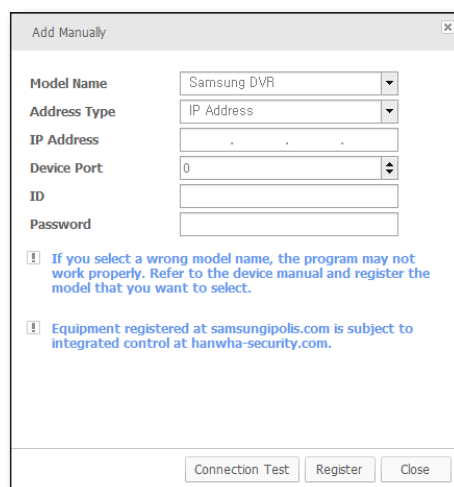 Add Manually
Model Name Samsung DVR
Address Type IP Address
IP Address . . .
Device Port 0
ID
Password
! If you select a wrong model name, the program may not
work properly. Refer to the device manual and register the
model that you want to select.
! Equipment registered at samsungipolis.com is subject to
integrated control at hanwha-security.com.
Connection Test Register Close